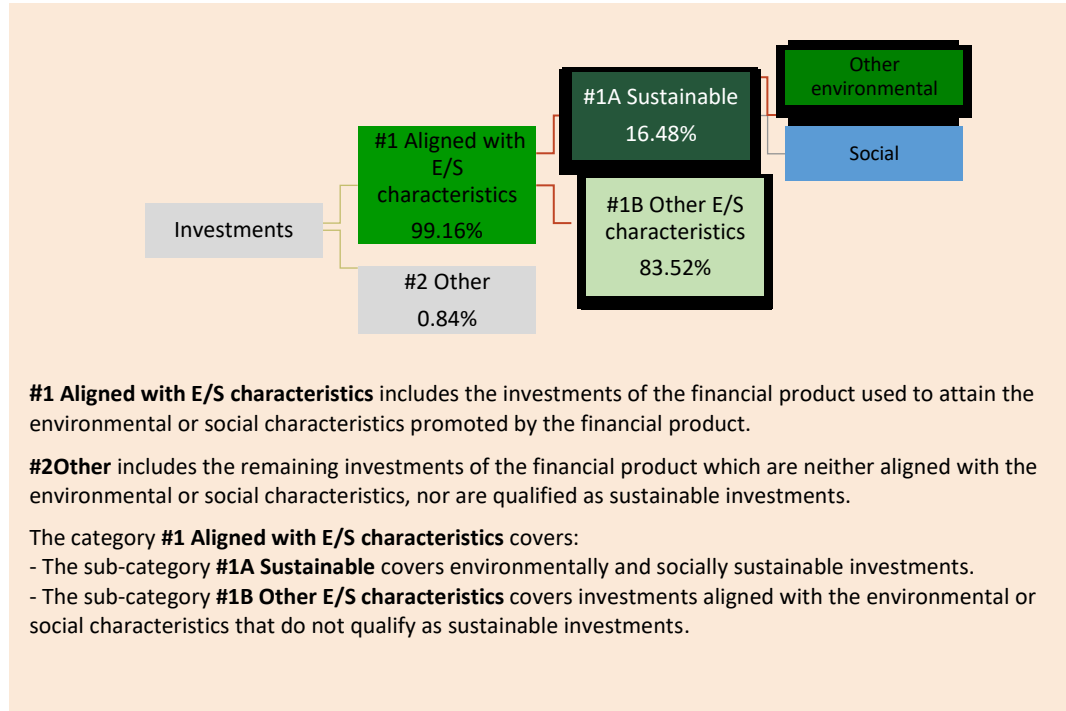 Investments
#1 Aligned with
E/S
characteristics
99.16%
#2 Other
0.84%
#1A Sustainable
16.48%
#1B Other E/S
characteristics
83.52%
Other
environmental
Social
#1 Aligned with E/S characteristics includes the investments of the financial product used to attain the
environmental or social characteristics promoted by the financial product.
#2Other includes the remaining investments of the financial product which are neither aligned with the
environmental or social characteristics, nor are qualified as sustainable investments.
The category #1 Aligned with E/S characteristics covers:
- The sub-category #1A Sustainable covers environmentally and socially sustainable investments.
- The sub-category #1B Other E/S characteristics covers investments aligned with the environmental or
social characteristics that do not qualify as sustainable investments.